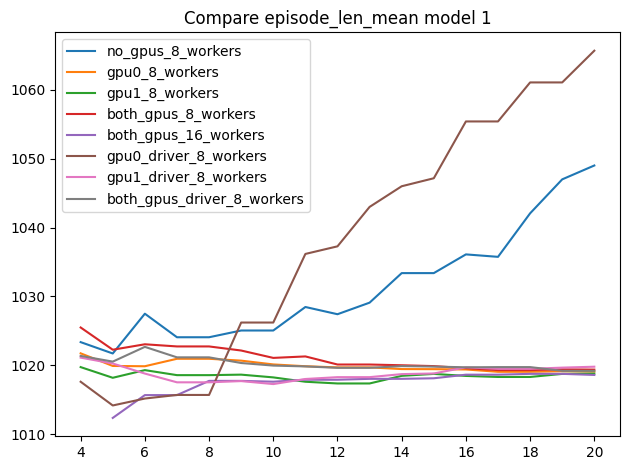 Compare episode_len_mean model 1
no_gpus_8_workers
gpu0_8_workers
gpu1_8_workers
both_gpus_8_workers
both_gpus_16_workers
gpu0_driver_8_workers
gpu1_driver_8_workers
both_gpus_driver_8_workers
1060
1050
1040
1030
1020
1010
4 6 8 10 12 14 16 18 20